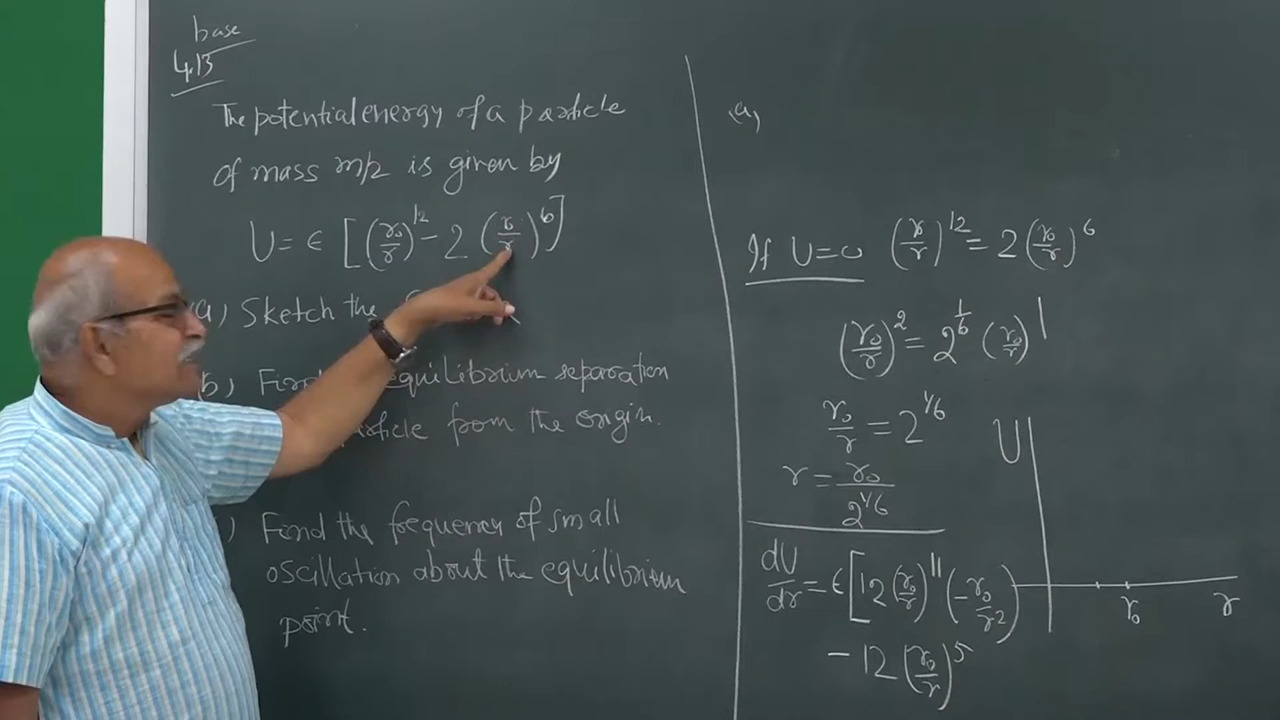 base
4.13
The potential energy of a particle
of mass m/2 is given by
U = ϵ [(r₀/r)^12 - 2 (r₀/r)^6]
(a) Sketch the
(b) Find equilibrium separation
particle from the origin.
) Find the frequency of small
oscillation about the equilibrium
point.
(a)
If U=0 (r₀/r)^12 = 2 (r₀/r)^6
(r₀/r)^2 = 2^1/6 (r₀/r)^1
r₀/r = 2^1/6
r = r₀/2^1/6
dU/dr = ϵ [12 (r₀/r)^11 (-r₀/r^2)
- 12 (r₀/r)^5
U
r₀
r